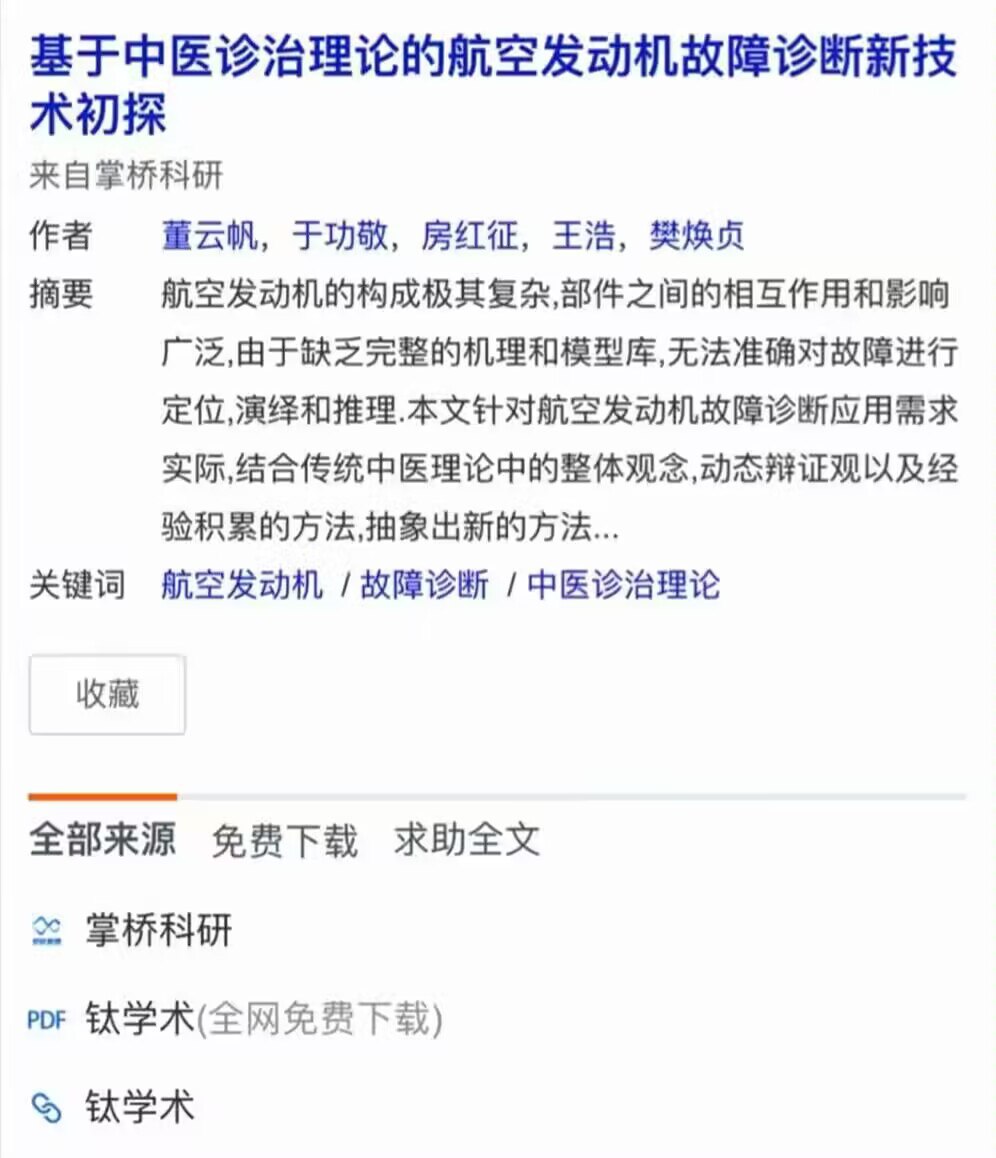 基于中医诊治理论的航空发动机故障诊断新技
术初探
来自掌桥科研
作者 董云帆, 于功敬, 房红征, 王浩, 樊焕贞
摘要 航空发动机的构成极其复杂,部件之间的相互作用和影响
广泛,由于缺乏完整的机理和模型库,无法准确对故障进行
定位,演绎和推理.本文针对航空发动机故障诊断应用需求
实际,结合传统中医理论中的整体观念,动态辩证观以及经
验积累的方法,抽象出新的方法...
关键词 航空发动机 / 故障诊断 / 中医诊治理论
收藏
全部来源 免费下载 求助全文
掌桥科研
PDF 钛学术(全网免费下载)
钛学术